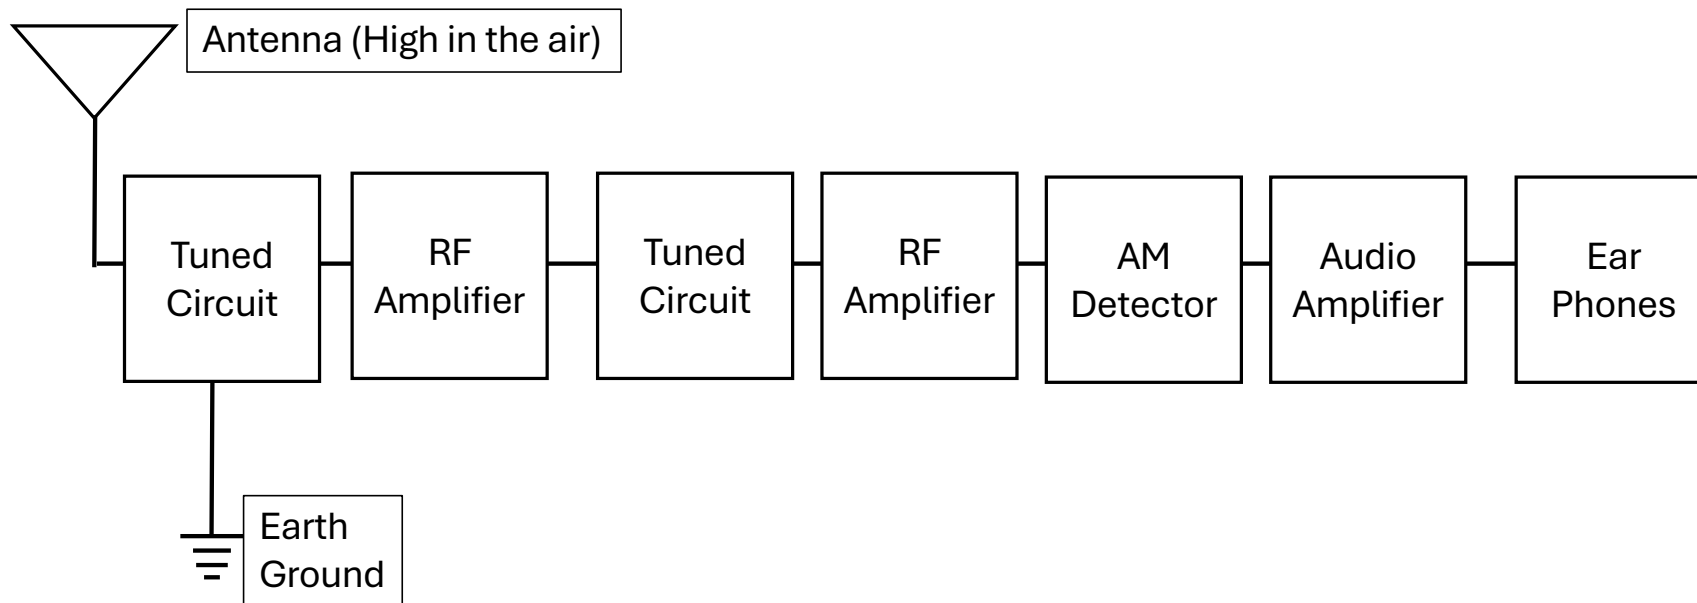 Antenna (High in the air)
Tuned
Circuit
RF
Amplifier
Tuned
Circuit
RF
Amplifier
AM
Detector
Audio
Amplifier
Ear
Phones
Earth
Ground